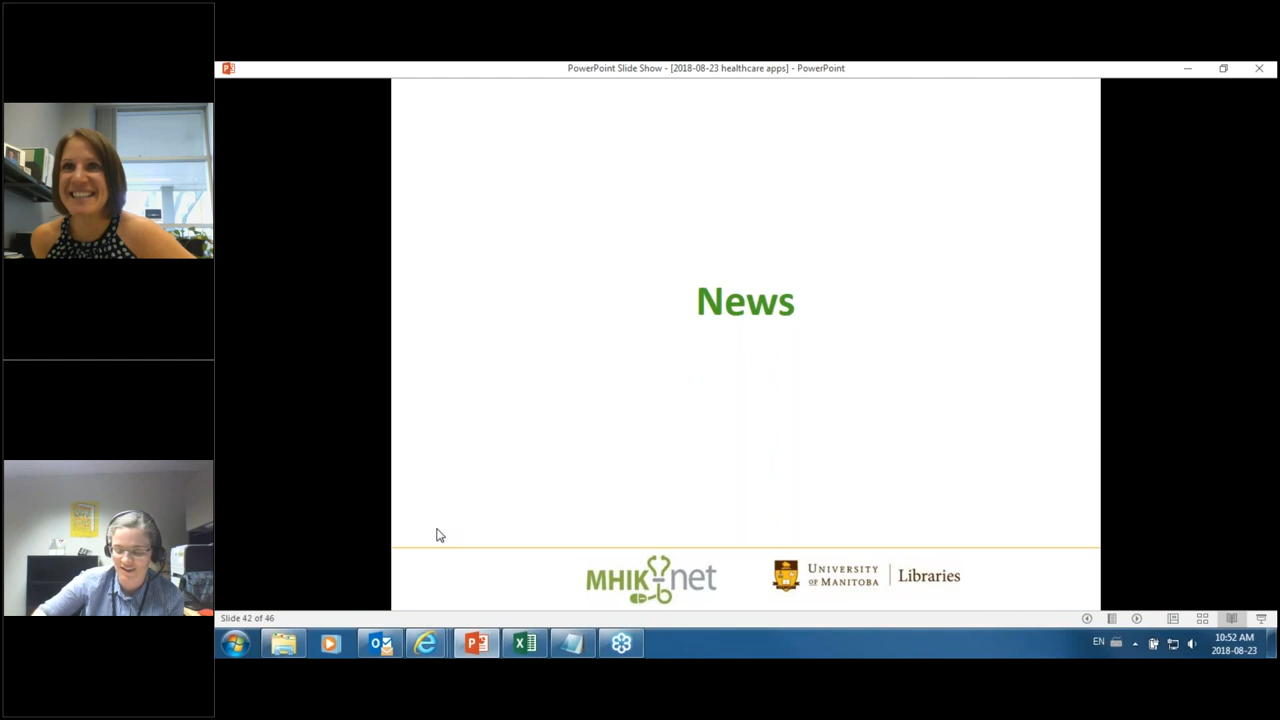 PowerPoint Slide Show - [2018-08-23 healthcare apps] - PowerPoint
News
MHIK-net
UNIVERSITY
OF MANITOBA
Libraries
Slide 42 of 46
EN
10:52 AM
2018-08-23